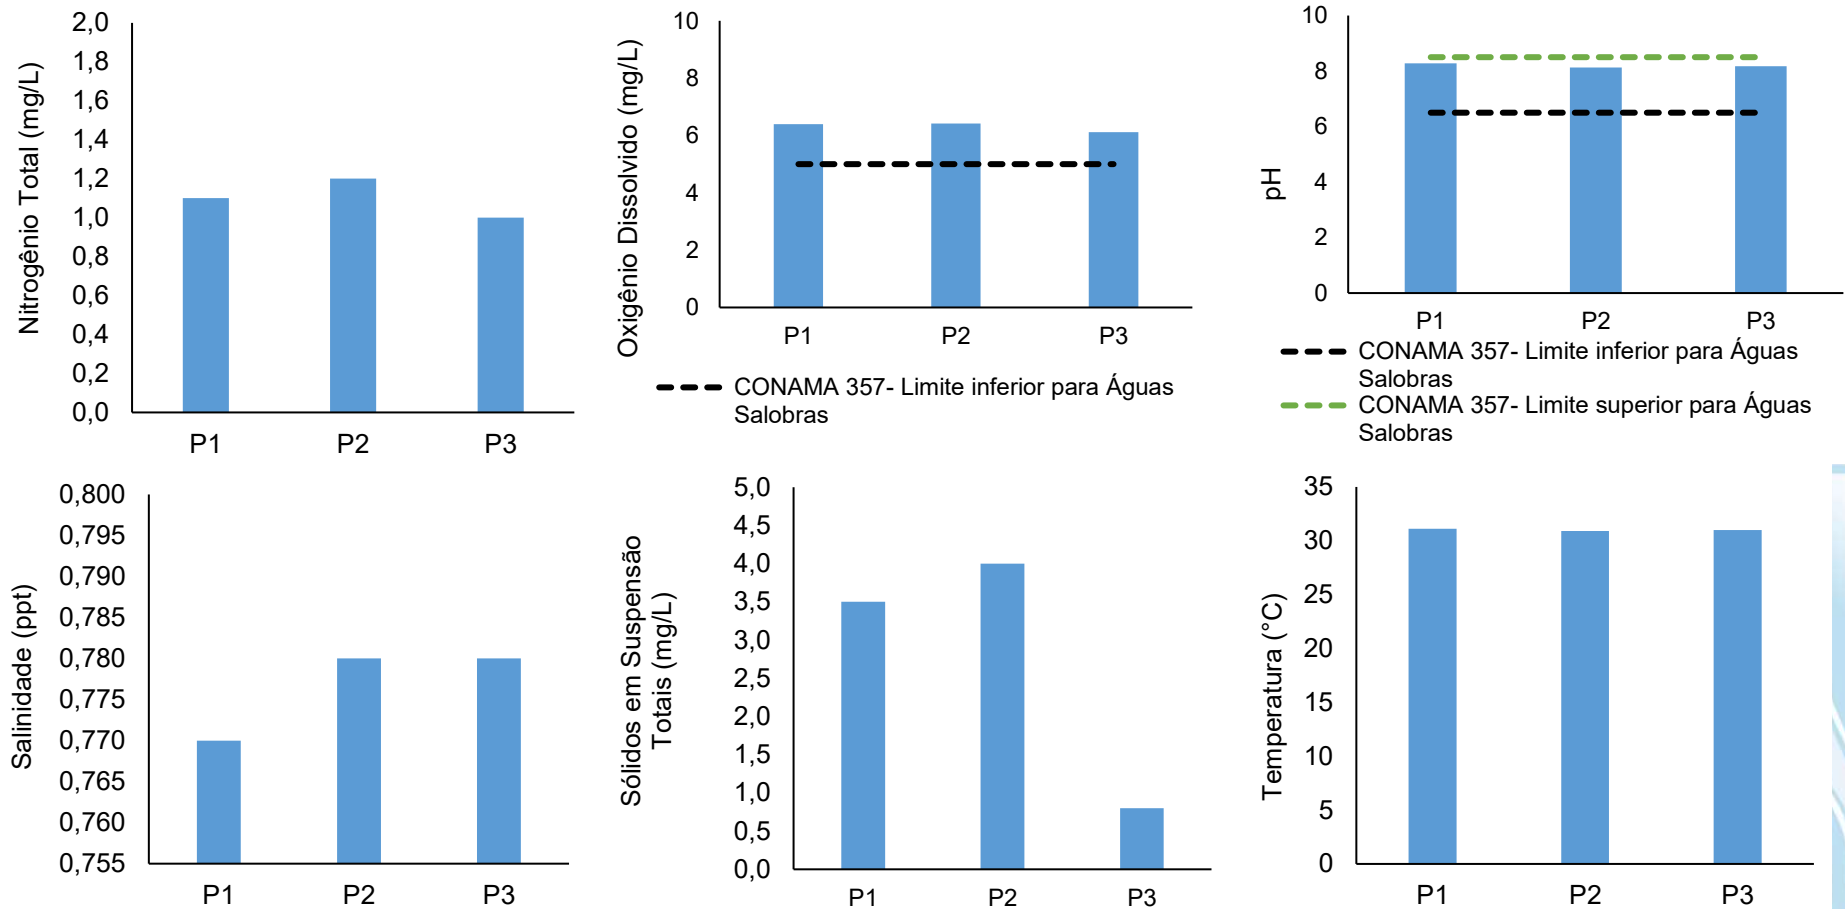 Nitrogênio Total (mg/L)
2,0
1,8
1,6
1,4
1,2
1,0
0,8
0,6
0,4
0,2
0,0
P1 P2 P3
Oxigênio Dissolvido (mg/L)
10
8
6
4
2
0
P1 P2 P3
CONAMA 357- Limite inferior para Águas
Salobras
pH
10
8
6
4
2
0
P1 P2 P3
CONAMA 357- Limite inferior para Águas
Salobras
CONAMA 357- Limite superior para Águas
Salobras
Salinidade (ppt)
0,800
0,795
0,790
0,785
0,780
0,775
0,770
0,765
0,760
0,755
P1 P2 P3
Sólidos em Suspensão
Totais (mg/L)
5,0
4,5
4,0
3,5
3,0
2,5
2,0
1,5
1,0
0,5
0,0
P1 P2 P3
Temperatura (°C)
35
30
25
20
15
10
5
0
P1 P2 P3